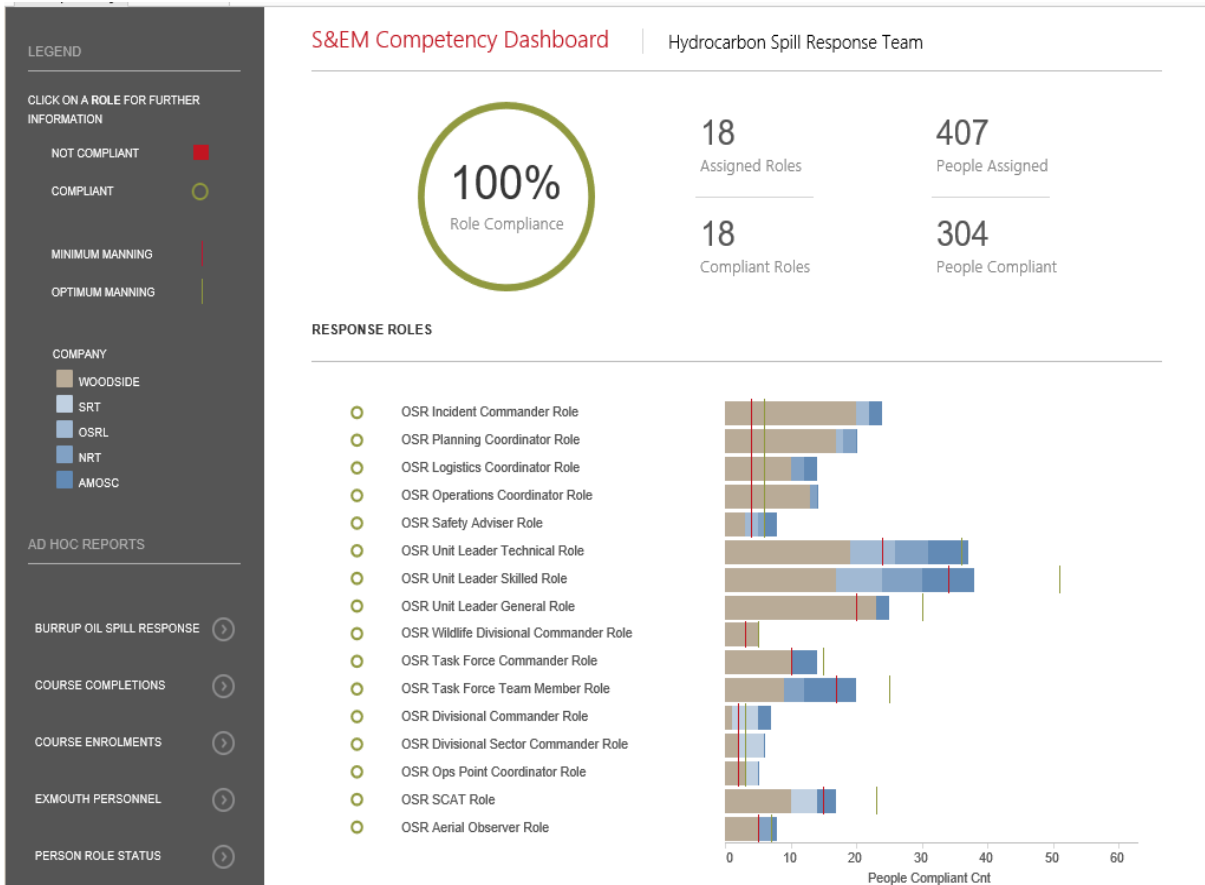 LEGEND
CLICK ON A ROLE FOR FURTHER
INFORMATION
NOT COMPLIANT
COMPLIANT
MINIMUM MANNING
OPTIMUM MANNING
COMPANY
WOODSIDE
SRT
OSRL
NRT
AMOSC
AD HOC REPORTS
BURRUP OIL SPILL RESPONSE
COURSE COMPLETIONS
COURSE ENROLMENTS
EXMOUTH PERSONNEL
PERSON ROLE STATUS
S&EM Competency Dashboard
Hydrocarbon Spill Response Team
100%
Role Compliance
18
Assigned Roles
407
People Assigned
18
Compliant Roles
304
People Compliant
RESPONSE ROLES
OSR Incident Commander Role
OSR Planning Coordinator Role
OSR Logistics Coordinator Role
OSR Operations Coordinator Role
OSR Safety Adviser Role
OSR Unit Leader Technical Role
OSR Unit Leader Skilled Role
OSR Unit Leader General Role
OSR Wildlife Divisional Commander Role
OSR Task Force Commander Role
OSR Task Force Team Member Role
OSR Divisional Commander Role
OSR Divisional Sector Commander Role
OSR Ops Point Coordinator Role
OSR SCAT Role
OSR Aerial Observer Role
0 10 20 30 40 50 60
People Compliant Cnt